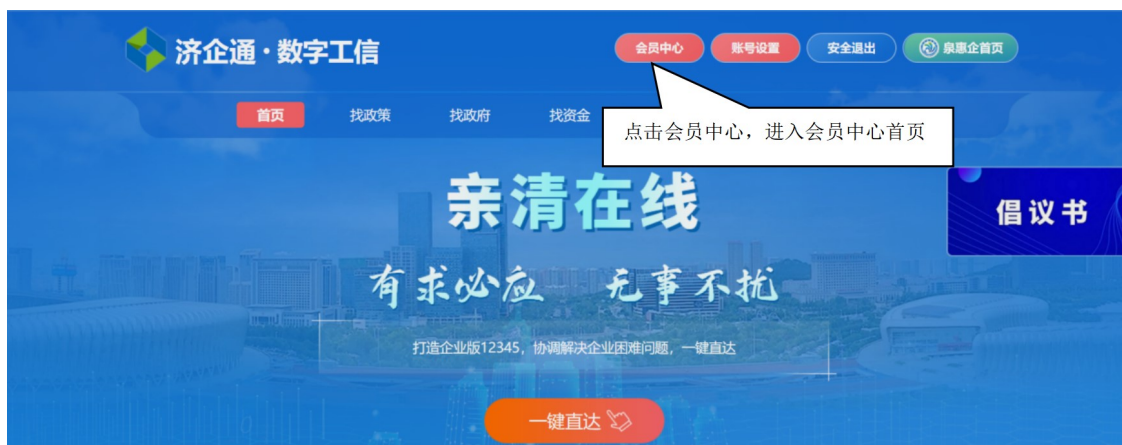 济企通·数字工信
会员中心 账号设置 安全退出 泉惠企首页
首页 找政策 找政府 找资金
点击会员中心，进入会员中心首页
亲清在线
倡议书
有求必应 无事不扰
打造企业版12345，协调解决企业困难问题，一键直达
一键直达